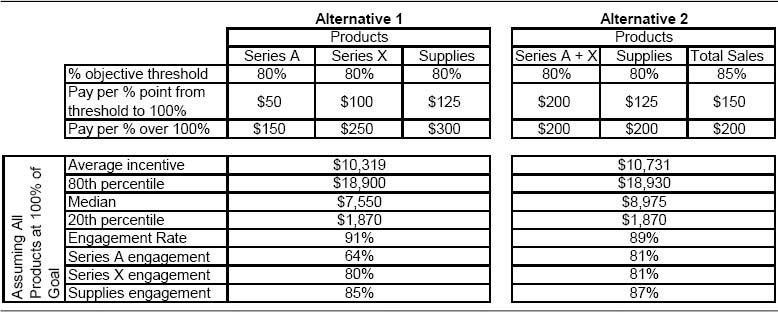 Alternative 1 Alternative 2
Products Products
Series A Series X Supplies Series A + X Supplies Total Sales
% objective threshold 80% 80% 80% 80% 80% 85%
Pay per % point from
threshold to 100% $50 $100 $125 $200 $125 $150
Pay per % over 100% $150 $250 $300 $200 $200 $200
Assuming All
Products at 100% of
Goal
Average incentive $10,319 $10,731
80th percentile $18,900 $18,930
Median $7,550 $8,975
20th percentile $1,870 $1,870
Engagement Rate 91% 89%
Series A engagement 64% 81%
Series X engagement 80% 81%
Supplies engagement 85% 87%